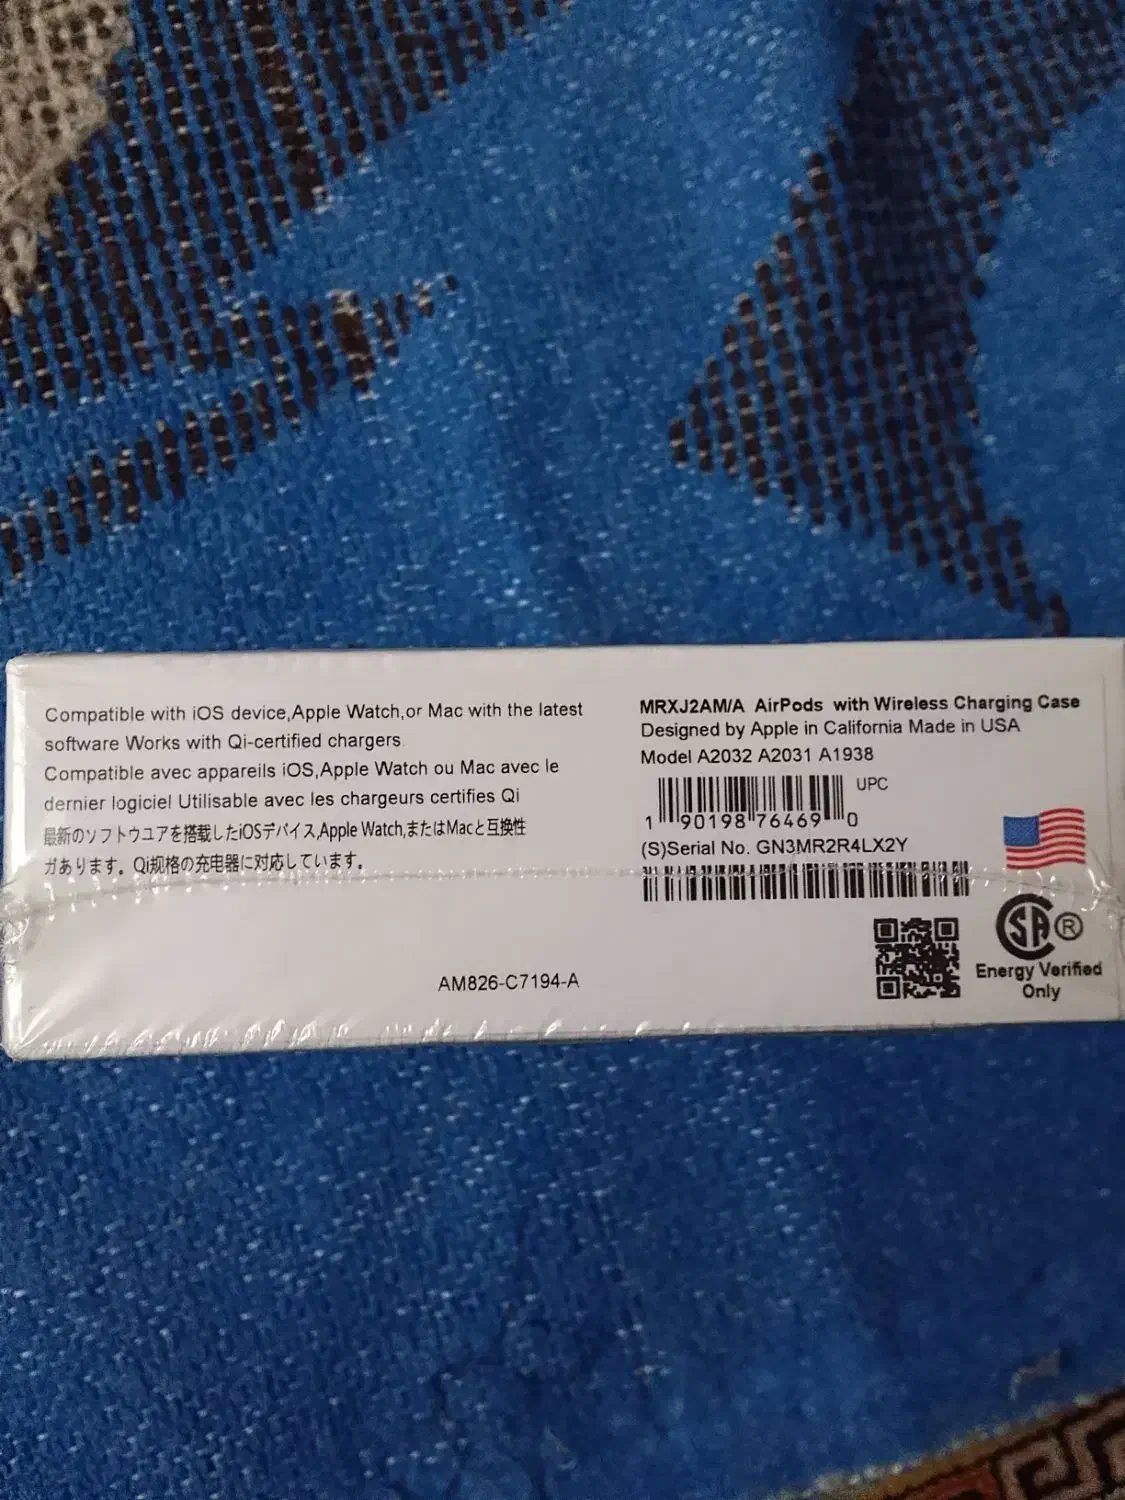 Compatible with iOS device,Apple Watch,or Mac with the latest
software Works with Qi-certified chargers.
Compatible avec appareils iOS,Apple Watch ou Mac avec le
dernier logiciel Utilisable avec les chargeurs certifies Qi
最新のソフトウユアを搭載したiOSデバイス,Apple Watch,またはMacと互换性
ガあります。Qi规格の充电器に对応しています。
AM826-C7194-A
MRXJ2AM/A AirPods with Wireless Charging Case
Designed by Apple in California Made in USA
Model A2032 A2031 A1938
UPC
1 90198 76469 0
(S)Serial No. GN3MR2R4LX2Y
SA ®
Energy Verified
Only